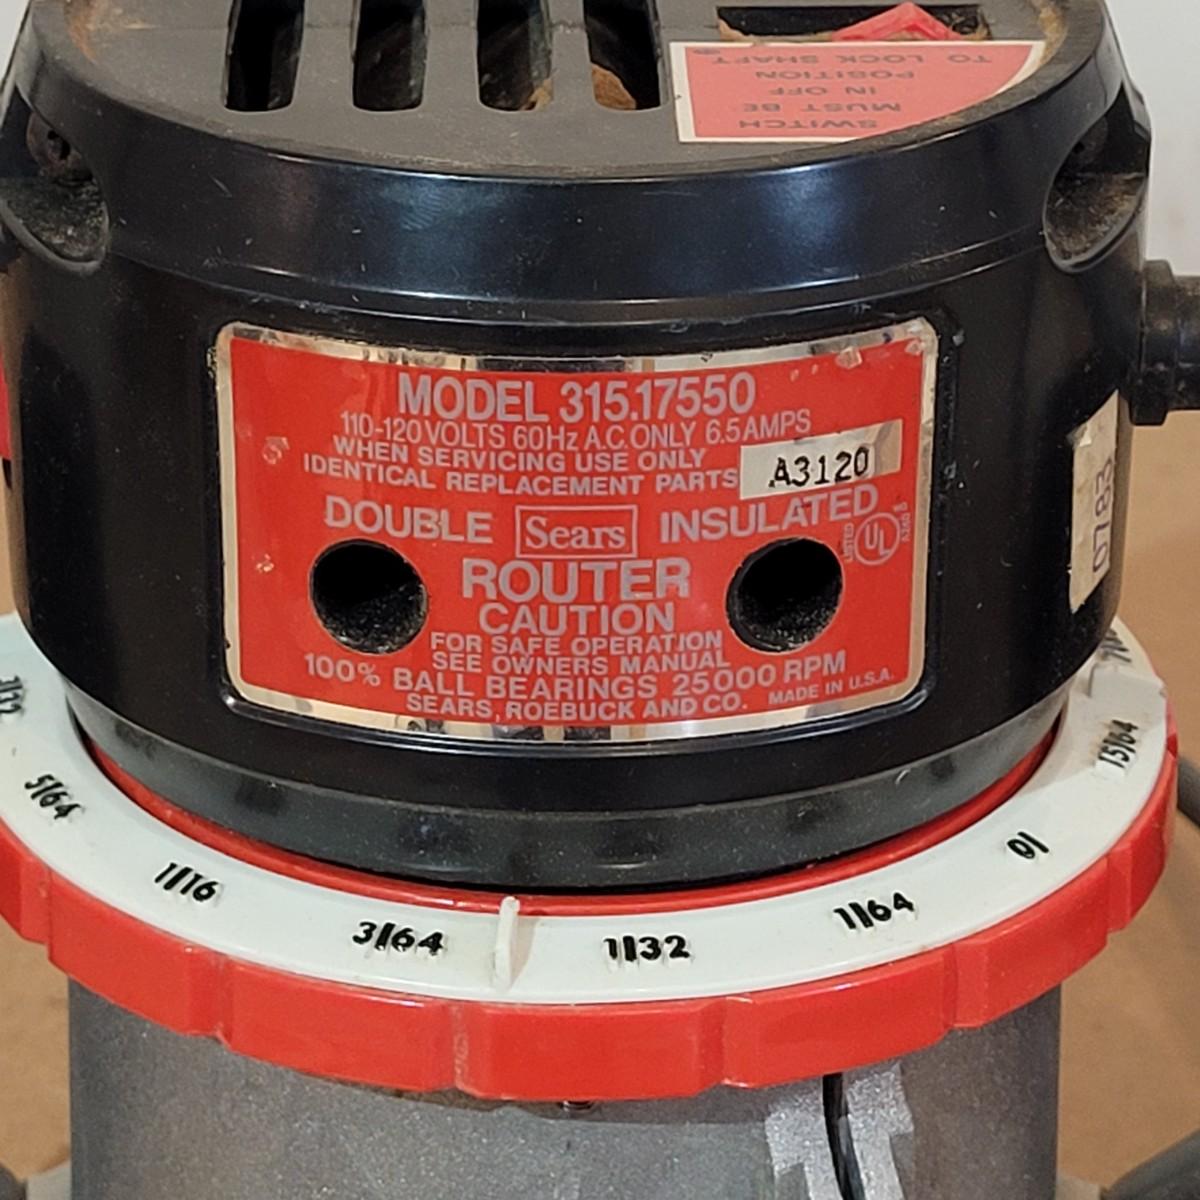 TO LOCK SHAFT
POSITION
IN OFF
MUST BE
SWITCH
MODEL 315.17550
110-120 VOLTS 60Hz A.C. ONLY 6.5 AMPS
WHEN SERVICING USE ONLY
IDENTICAL REPLACEMENT PARTS
A3120
DOUBLE Sears INSULATED
LISTED UL
ROUTER
CAUTION
FOR SAFE OPERATION
SEE OWNERS MANUAL
100% BALL BEARINGS 25000 RPM
SEARS, ROEBUCK AND CO. MADE IN U.S.A.
0783
5/64
1/16
3/64
1/32
1/64
0
15/64